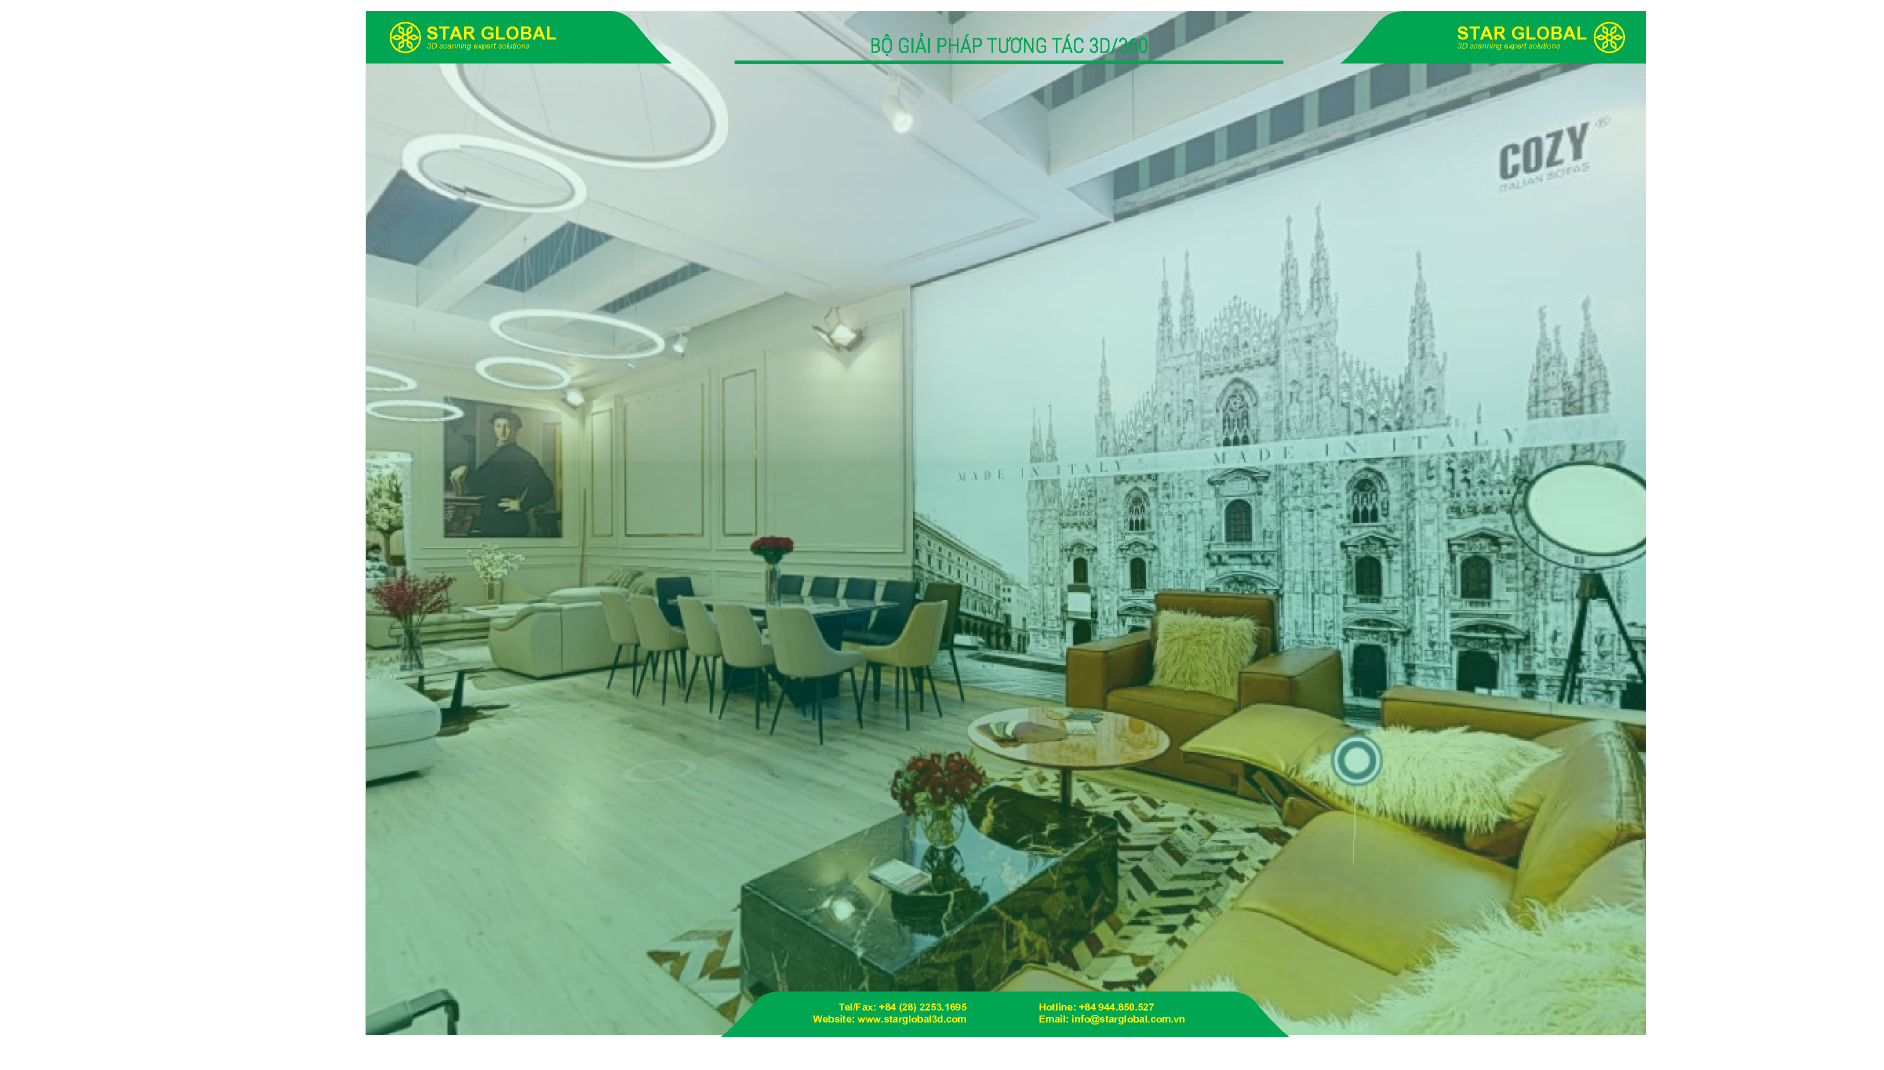 STAR GLOBAL
3D scanning expert solutions
BỘ GIẢI PHÁP TƯƠNG TÁC 3D/360
STAR GLOBAL
3D scanning expert solutions
COZY®
ITALIAN SOFAS
MADE IN ITALY
MADE IN ITALY
Tel/Fax: +84 (28) 2253.1695
Website: www.starglobal3d.com
Hotline: +84 944.850.527
Email: info@starglobal.com.vn